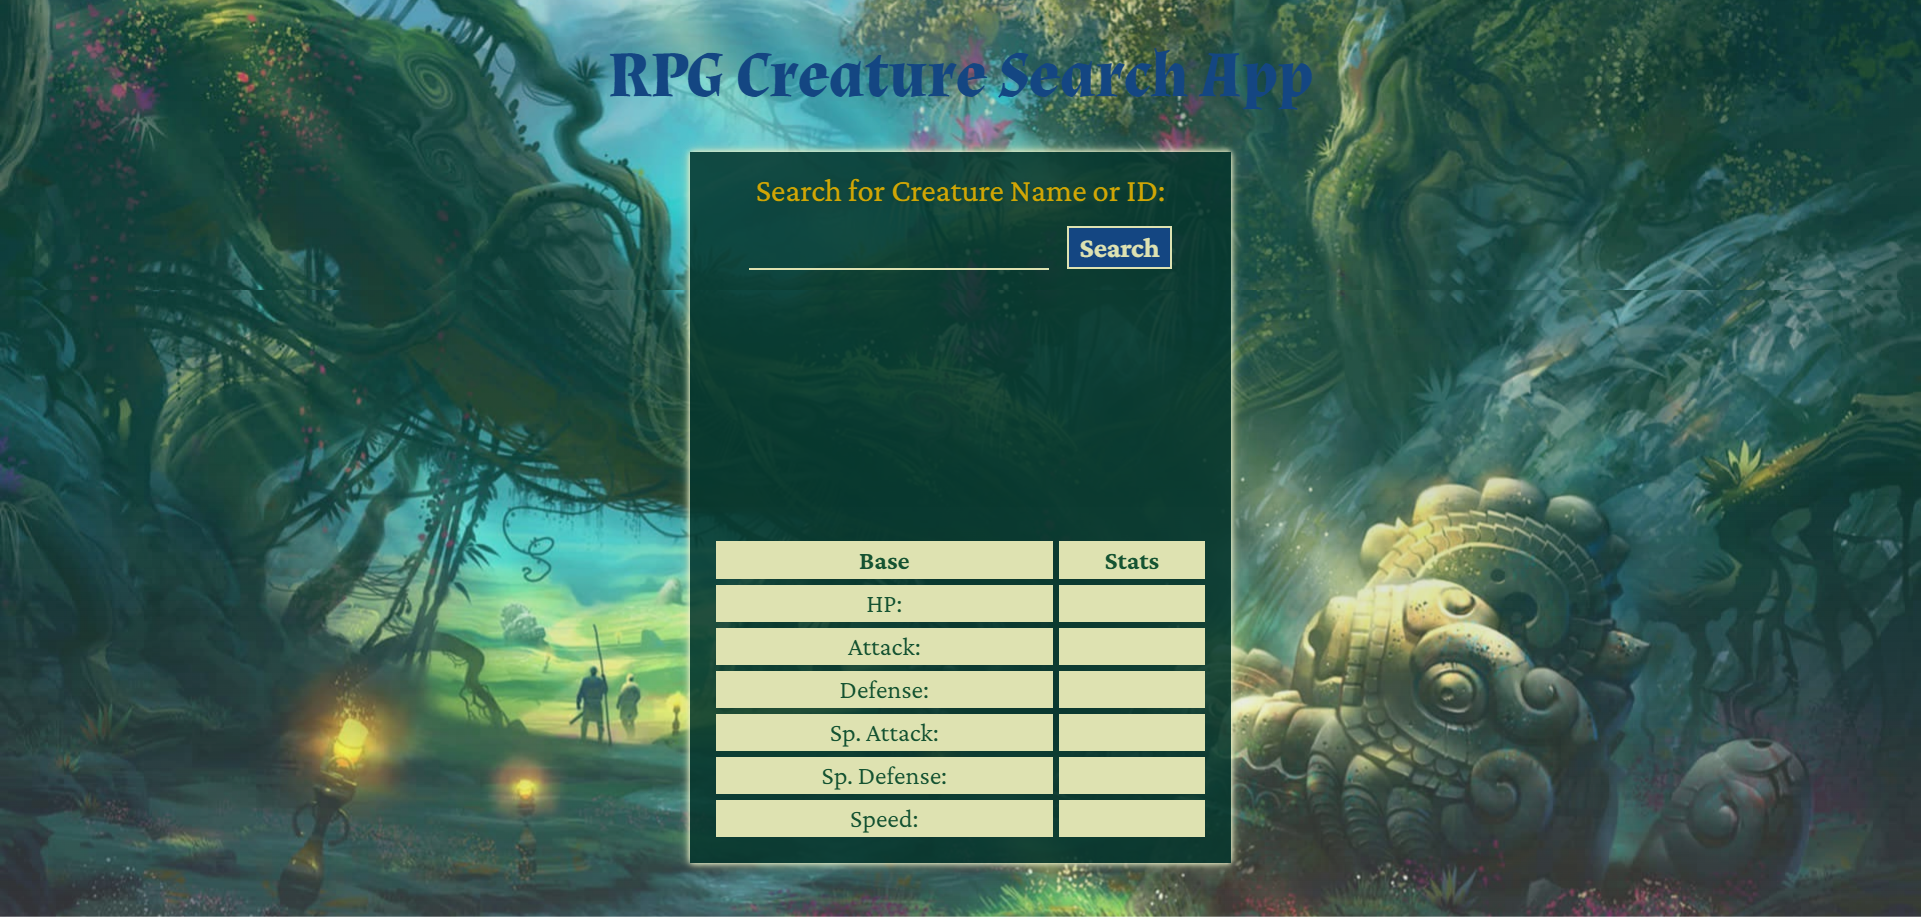 RPG Creature Search App
Search for Creature Name or ID:
Search
Base Stats
HP:
Attack:
Defense:
Sp. Attack:
Sp. Defense:
Speed: